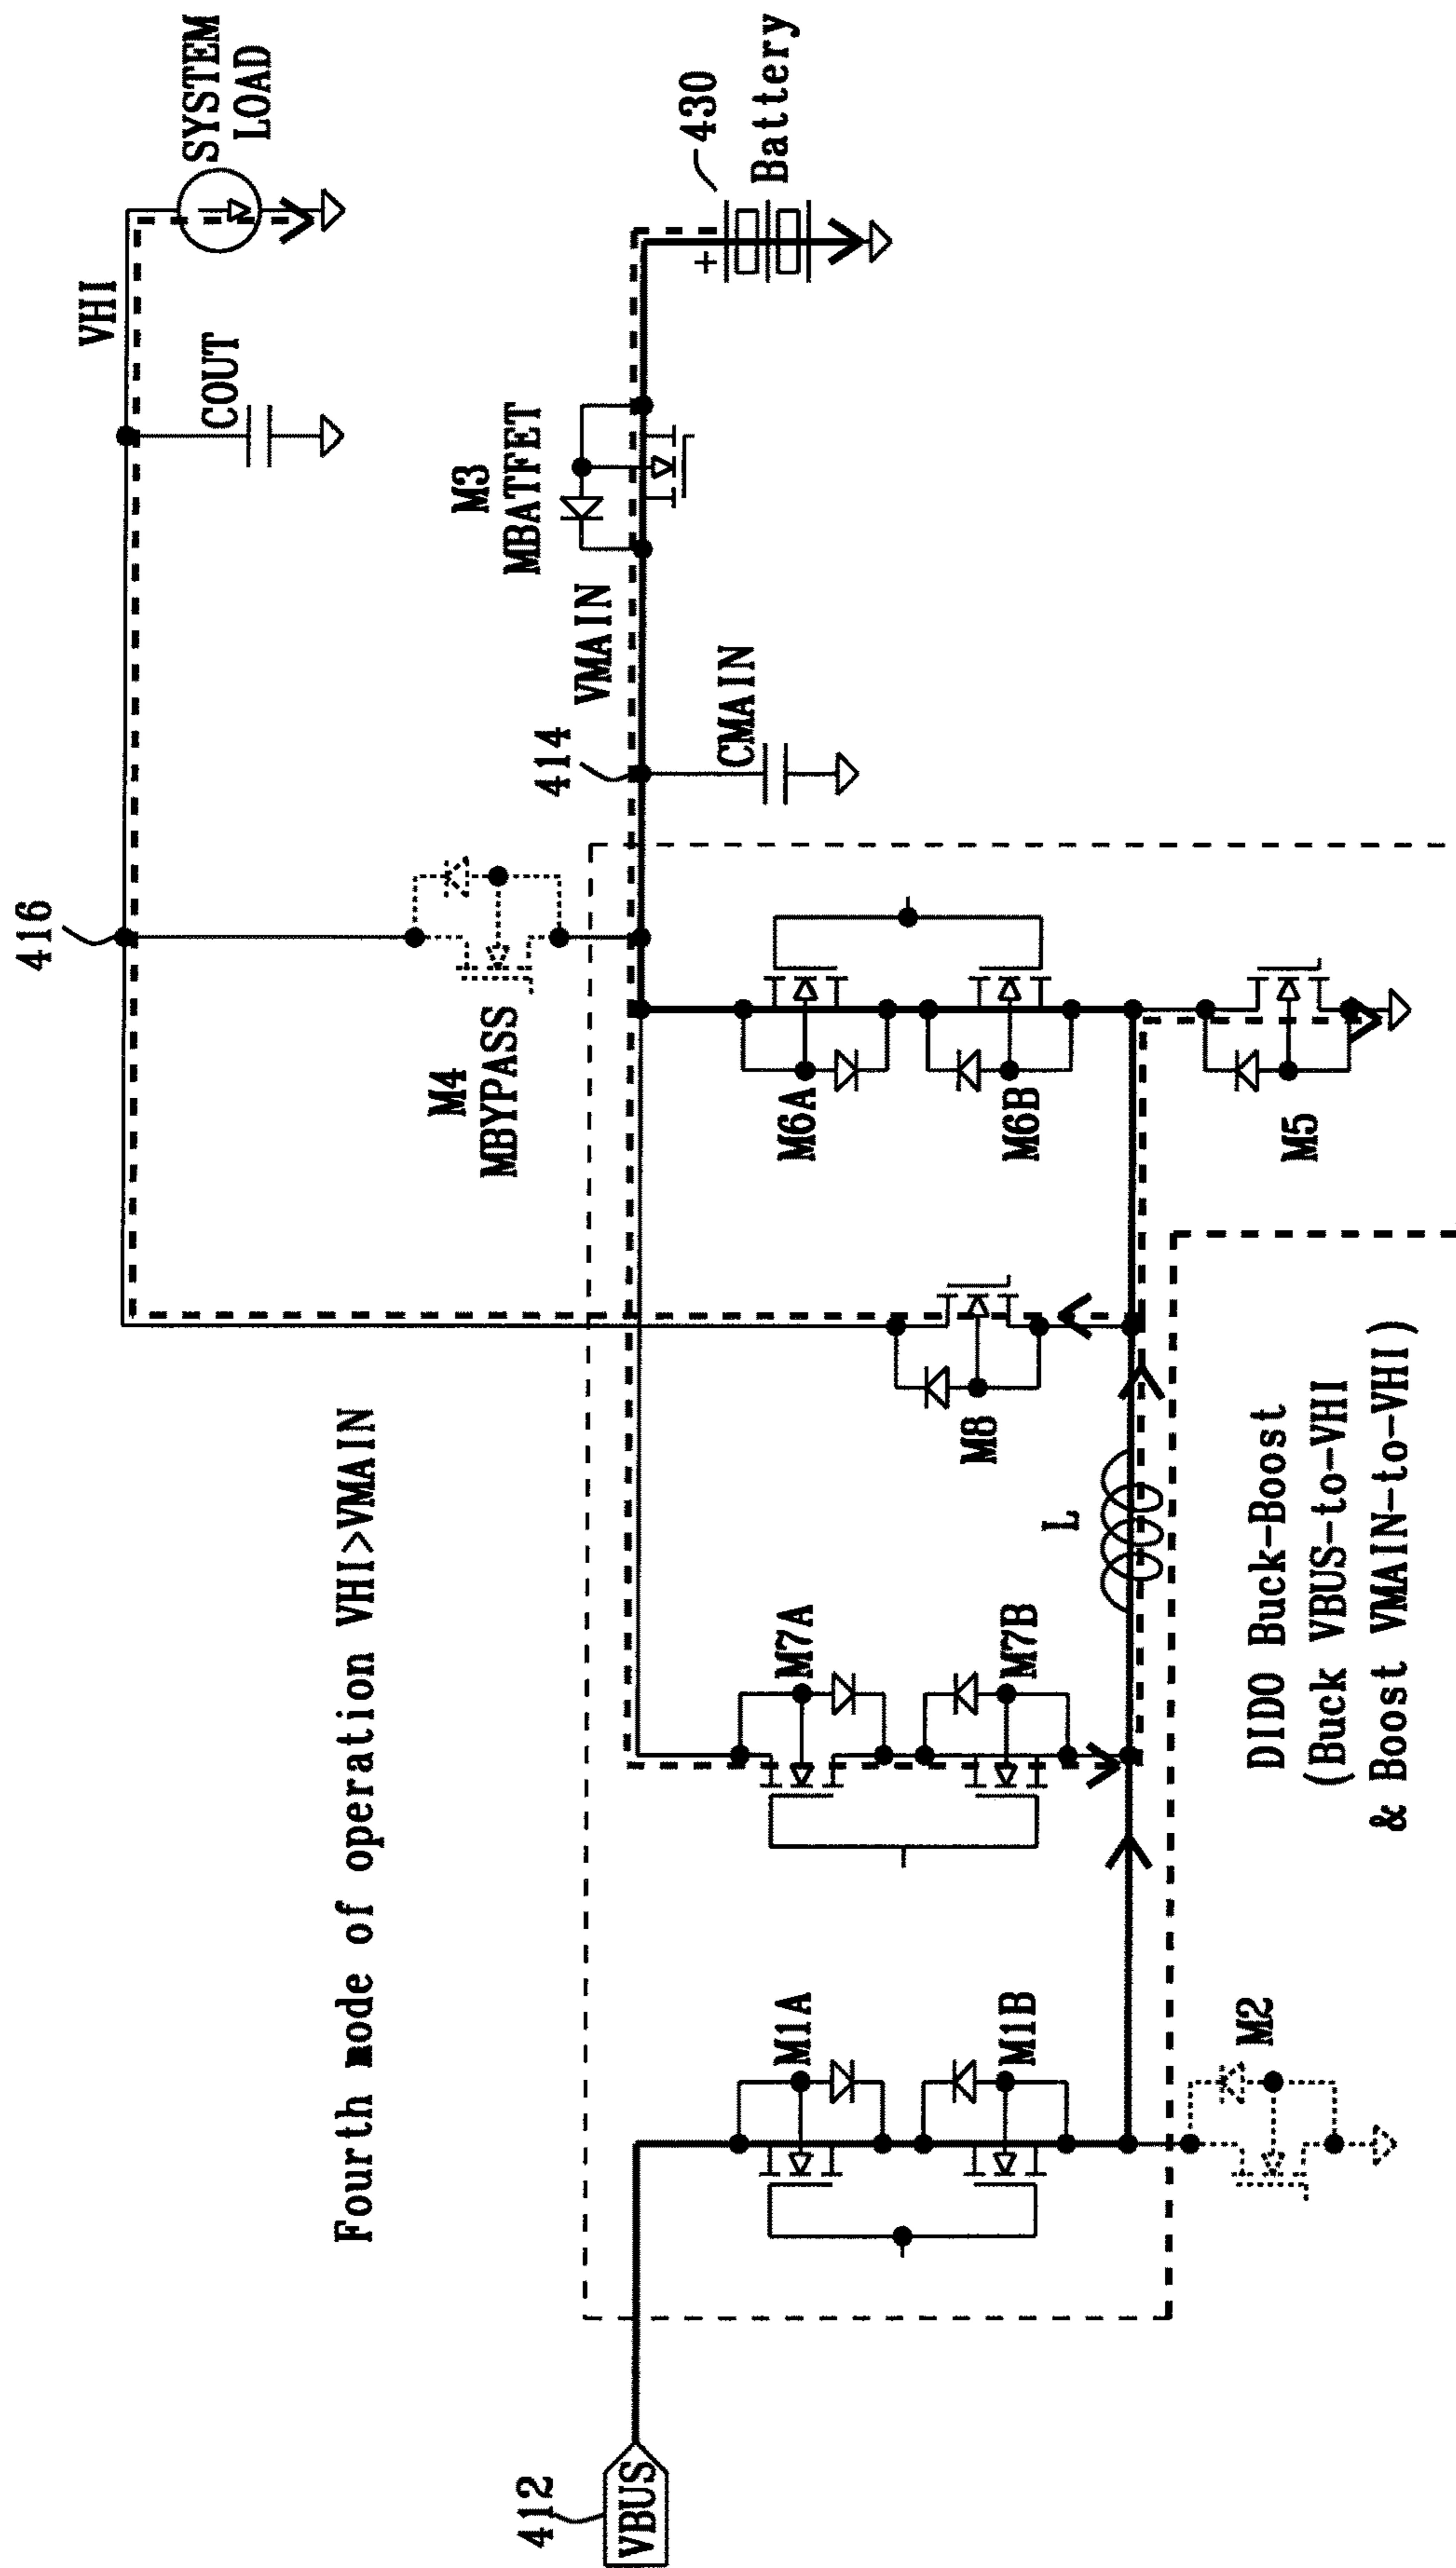 Fourth mode of operation VHI>VMAIN
416
VHI
SYSTEM
LOAD
COUT
M4
MBYPASS
414
VMAIN
M3
MBATFET
430
+
Battery
CMAIN
412
VBUS
M1A
M1B
M7A
M7B
M8
M6A
M6B
L
M2
M5
DIDO Buck-Boost
(Buck VBUS-to-VHI
& Boost VMAIN-to-VHI)